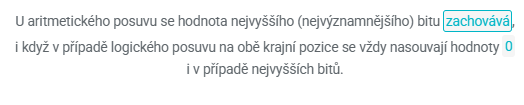 U aritmetického posuvu se hodnota nejvyššího (nejvýznamnějšího) bitu zachovává,
i když v případě logického posuvu na obě krajní pozice se vždy nasouvají hodnoty 0
i v případě nejvyšších bitů.